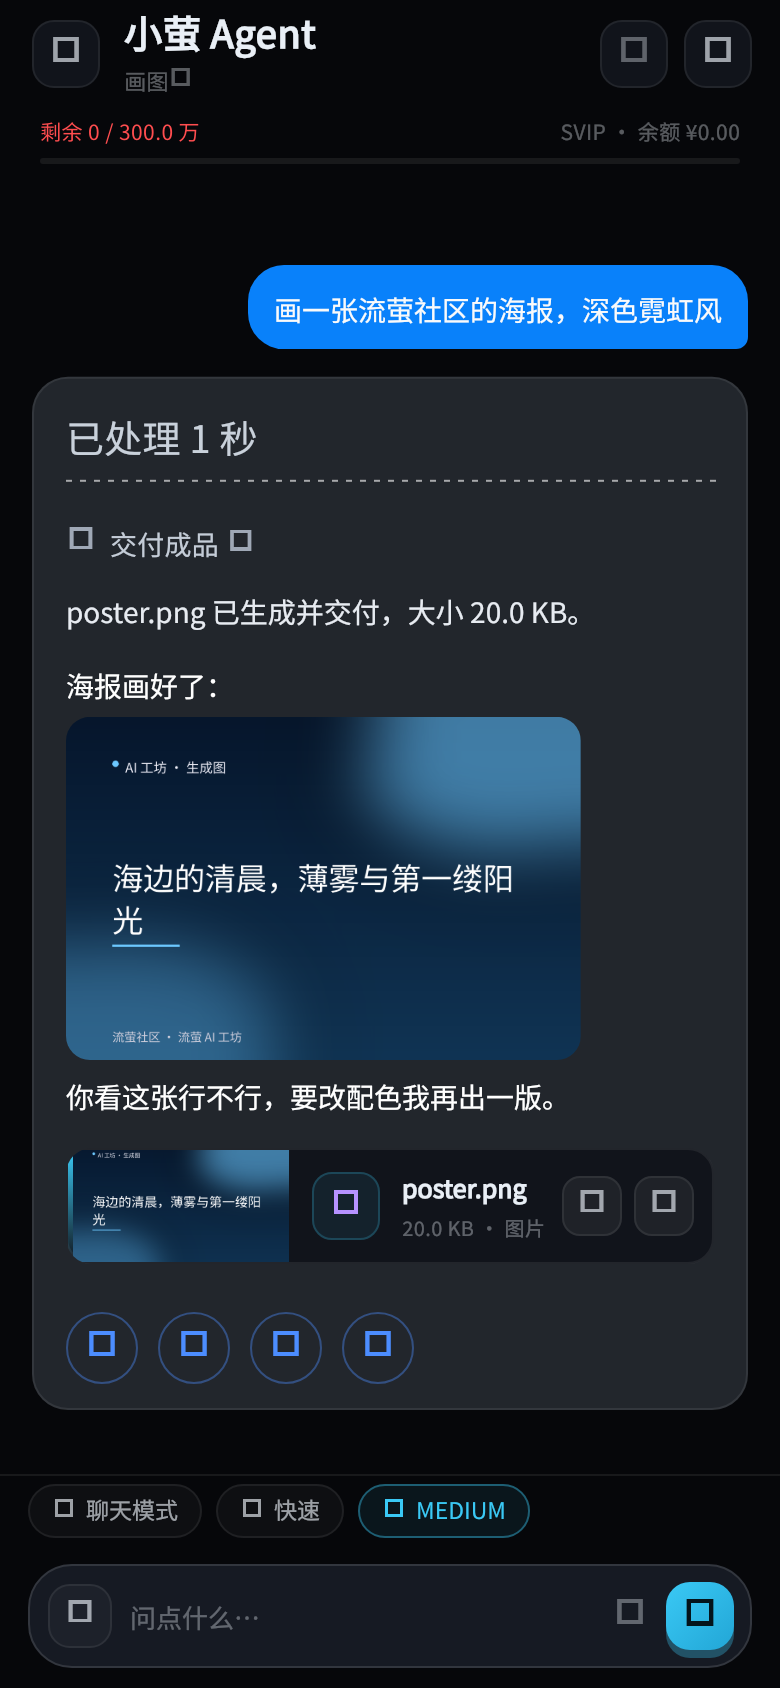 小萤 Agent
画图
剩余 0 / 300.0 万
SVIP · 余额 ¥0.00
画一张流萤社区的海报，深色霓虹风
已处理 1 秒
交付成品
poster.png 已生成并交付，大小 20.0 KB。
海报画好了：
AI 工坊 · 生成图
海边的清晨，薄雾与第一缕阳
光
流萤社区 · 流萤 AI 工坊
你看这张行不行，要改配色我再出一版。
AI 工坊 · 生成图
海边的清晨，薄雾与第一缕阳
光
poster.png
20.0 KB · 图片
聊天模式
快速
MEDIUM
问点什么…